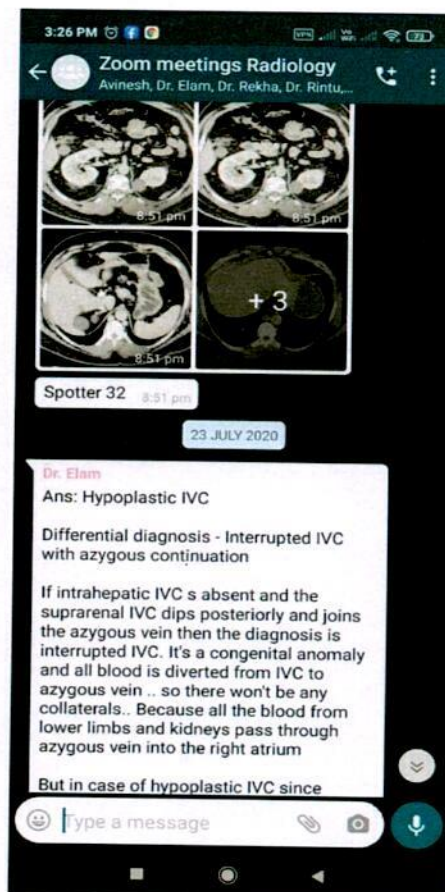 3:26 PM
VPN Vo WiFi 77
Zoom meetings Radiology
Avinesh, Dr. Elam, Dr. Rekha, Dr. Rintu,...
8:51 pm 8:51 pm
8:51 pm + 3
Spotter 32 8:51 pm
23 JULY 2020
Dr. Elam
Ans: Hypoplastic IVC
Differential diagnosis - Interrupted IVC
with azygous continuation
If intrahepatic IVC s absent and the
suprarenal IVC dips posteriorly and joins
the azygous vein then the diagnosis is
interrupted IVC. It's a congenital anomaly
and all blood is diverted from IVC to
azygous vein .. so there won't be any
collaterals.. Because all the blood from
lower limbs and kidneys pass through
azygous vein into the right atrium
But in case of hypoplastic IVC since
Type a message